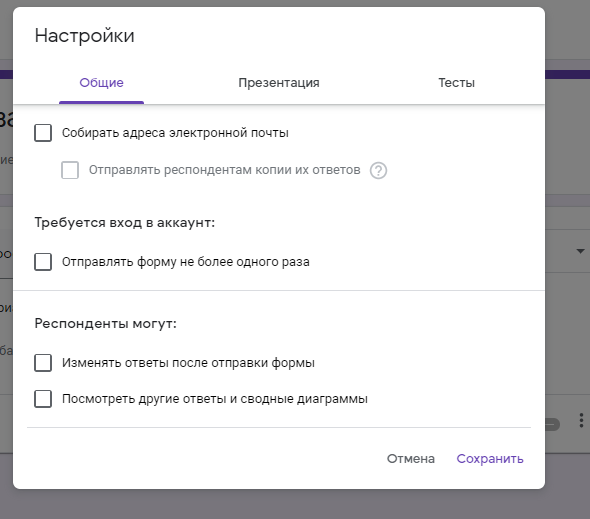 Настройки
Общие
Презентация
Тесты
Собирать адреса электронной почты
Отправлять респондентам копии их ответов
?
Требуется вход в аккаунт:
Отправлять форму не более одного раза
Респонденты могут:
Изменять ответы после отправки формы
Посмотреть другие ответы и сводные диаграммы
Отмена
Сохранить